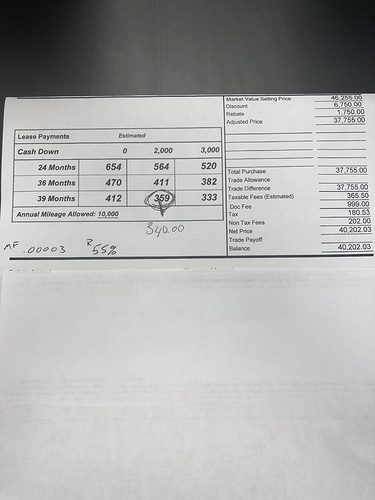 Market Value Selling Price 46,255.00
Discount 6,750.00
Rebate 1,750.00
Adjusted Price 37,755.00
Lease Payments Estimated
Cash Down 0 2,000 3,000
24 Months 654 564 520
36 Months 470 411 382
39 Months 412 359 333
Annual Mileage Allowed: 10,000
340.00
MF .00003 R 55%
Total Purchase 37,755.00
Trade Allowance
Trade Difference 37,755.00
Taxable Fees (Estimated) 365.50
Doc Fee 999.00
Tax 180.53
Non Tax Fees 202.00
Net Price 40,202.03
Trade Payoff
Balance 40,202.03